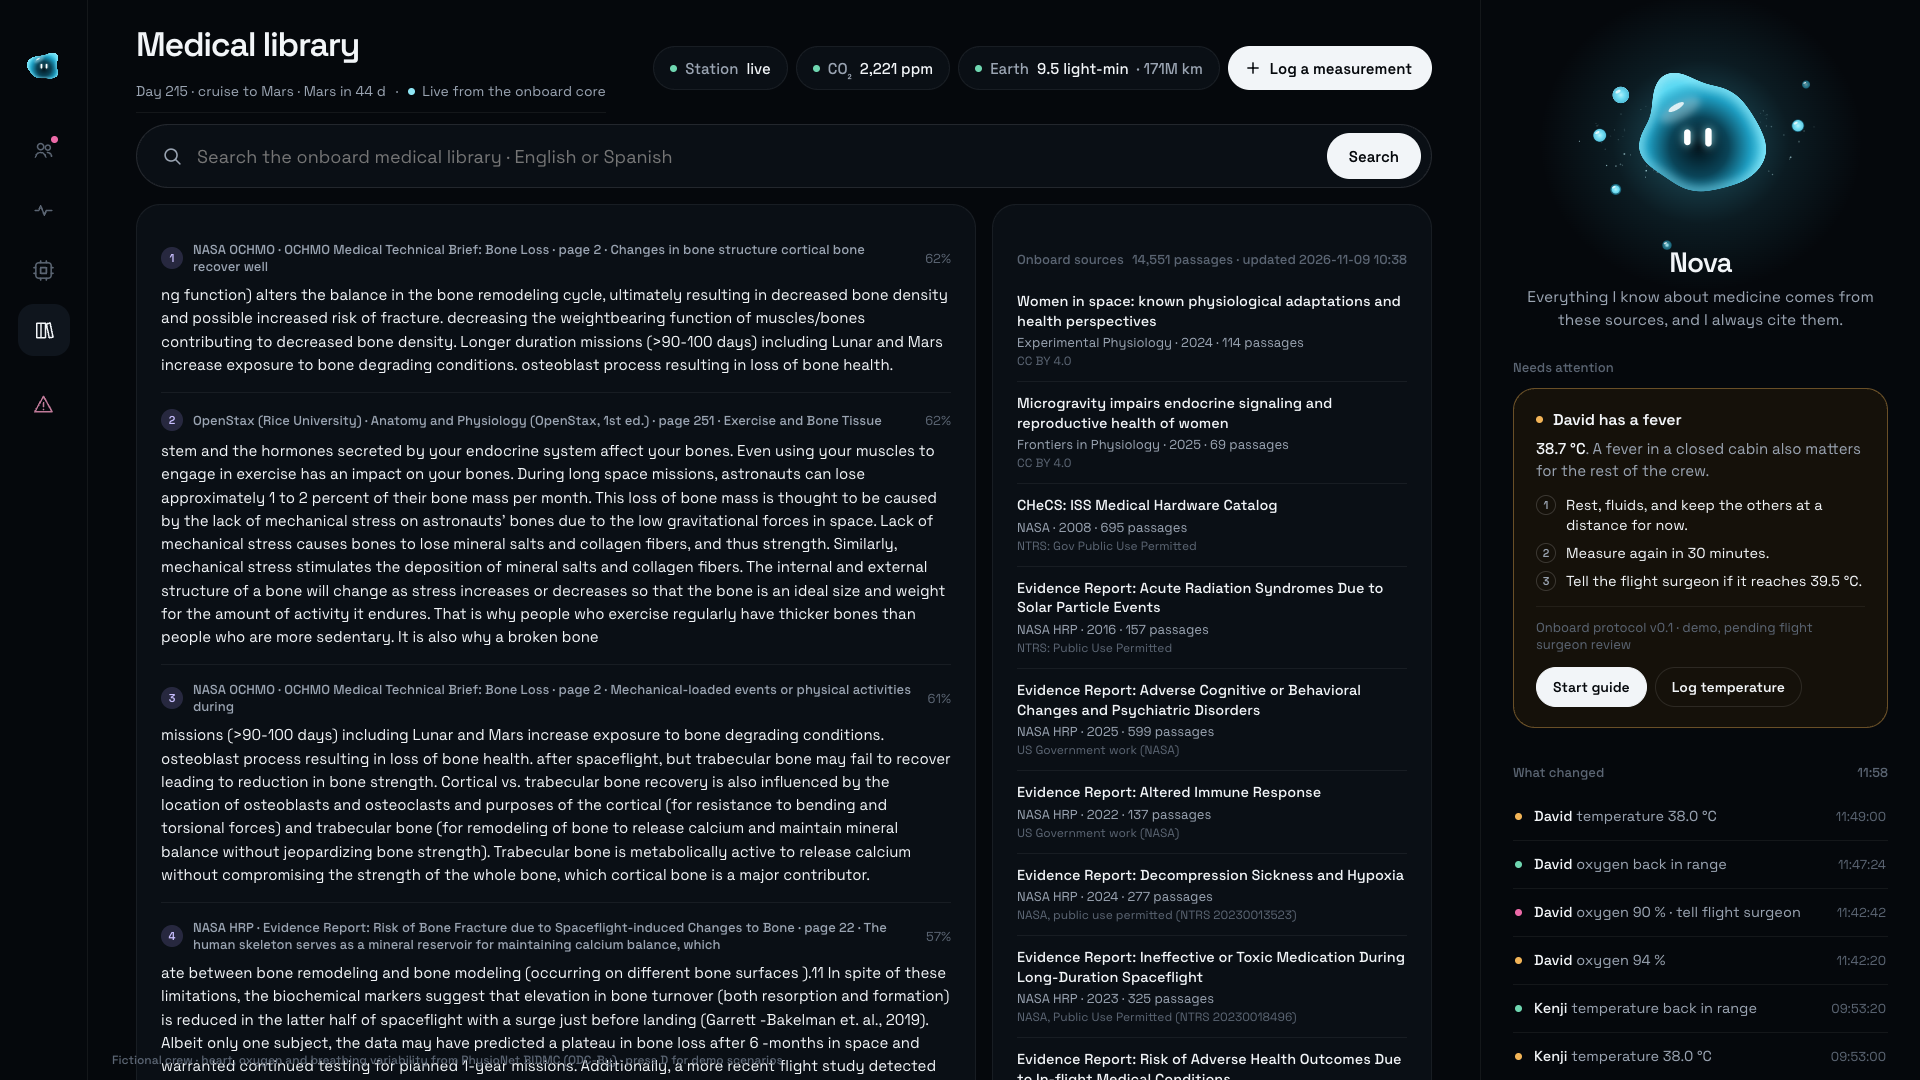 Medical library
Day 215 · cruise to Mars · Mars in 44 d · Live from the onboard core
Station live
CO₂ 2,221 ppm
Earth 9.5 light-min · 171M km
+ Log a measurement
Search the onboard medical library · English or Spanish
Search
1 NASA OCHMO · OCHMO Medical Technical Brief: Bone Loss · page 2 · Changes in bone structure cortical bone
recover well
62%
ng function) alters the balance in the bone remodeling cycle, ultimately resulting in decreased bone density
and possible increased risk of fracture. decreasing the weightbearing function of muscles/bones
contributing to decreased bone density. Longer duration missions (>90-100 days) including Lunar and Mars
increase exposure to bone degrading conditions. osteoblast process resulting in loss of bone health.
2 OpenStax (Rice University) · Anatomy and Physiology (OpenStax, 1st ed.) · page 251 · Exercise and Bone Tissue
62%
stem and the hormones secreted by your endocrine system affect your bones. Even using your muscles to
engage in exercise has an impact on your bones. During long space missions, astronauts can lose
approximately 1 to 2 percent of their bone mass per month. This loss of bone mass is thought to be caused
by the lack of mechanical stress on astronauts’ bones due to the low gravitational forces in space. Lack of
mechanical stress causes bones to lose mineral salts and collagen fibers, and thus strength. Similarly,
mechanical stress stimulates the deposition of mineral salts and collagen fibers. The internal and external
structure of a bone will change as stress increases or decreases so that the bone is an ideal size and weight
for the amount of activity it endures. That is why people who exercise regularly have thicker bones than
people who are more sedentary. It is also why a broken bone
3 NASA OCHMO · OCHMO Medical Technical Brief: Bone Loss · page 2 · Mechanical-loaded events or physical activities
during
61%
missions (>90-100 days) including Lunar and Mars increase exposure to bone degrading conditions.
osteoblast process resulting in loss of bone health. after spaceflight, but trabecular bone may fail to recover
leading to reduction in bone strength. Cortical vs. trabecular bone recovery is also influenced by the
location of osteoblasts and osteoclasts and purposes of the cortical (for resistance to bending and
torsional forces) and trabecular bone (for remodeling of bone to release calcium and maintain mineral
balance without jeopardizing bone strength). Trabecular bone is metabolically active to release calcium
without compromising the strength of the whole bone, which cortical bone is a major contributor.
4 NASA HRP · Evidence Report: Risk of Bone Fracture due to Spaceflight-induced Changes to Bone · page 22 · The
human skeleton serves as a mineral reservoir for maintaining calcium balance, which
57%
ate between bone remodeling and bone modeling (occurring on different bone surfaces ).11 In spite of these
limitations, the biochemical markers suggest that elevation in bone turnover (both resorption and formation)
is reduced in the latter half of spaceflight with a surge just before landing (Garrett -Bakelman et. al., 2019).
Albeit only one subject, the data may have predicted a plateau in bone loss after 6 -months in space and
Fictional crew · heart, oxygen and breathing variability from PhysioNet BIDMC (ODC-By) · press D for demo scenarios
warranted continued testing for planned 1-year missions. Additionally, a more recent flight study detected
Onboard sources 14,551 passages · updated 2026-11-09 10:38
Women in space: known physiological adaptations and
health perspectives
Experimental Physiology · 2024 · 114 passages
CC BY 4.0
Microgravity impairs endocrine signaling and
reproductive health of women
Frontiers in Physiology · 2025 · 69 passages
CC BY 4.0
CHeCS: ISS Medical Hardware Catalog
NASA · 2008 · 695 passages
NTRS: Gov Public Use Permitted
Evidence Report: Acute Radiation Syndromes Due to
Solar Particle Events
NASA HRP · 2016 · 157 passages
NTRS: Public Use Permitted
Evidence Report: Adverse Cognitive or Behavioral
Changes and Psychiatric Disorders
NASA HRP · 2025 · 599 passages
US Government work (NASA)
Evidence Report: Altered Immune Response
NASA HRP · 2022 · 137 passages
US Government work (NASA)
Evidence Report: Decompression Sickness and Hypoxia
NASA HRP · 2024 · 277 passages
NASA, public use permitted (NTRS 20230013523)
Evidence Report: Ineffective or Toxic Medication During
Long-Duration Spaceflight
NASA HRP · 2023 · 325 passages
NASA, Public Use Permitted (NTRS 20230018496)
Evidence Report: Risk of Adverse Health Outcomes Due
to In-flight Medical Conditions
Nova
Everything I know about medicine comes from
these sources, and I always cite them.
Needs attention
David has a fever
38.7 °C. A fever in a closed cabin also matters
for the rest of the crew.
1 Rest, fluids, and keep the others at a
distance for now.
2 Measure again in 30 minutes.
3 Tell the flight surgeon if it reaches 39.5 °C.
Onboard protocol v0.1 · demo, pending flight
surgeon review
Start guide
Log temperature
What changed 11:58
David temperature 38.0 °C 11:49:00
David oxygen back in range 11:47:24
David oxygen 90 % · tell flight surgeon 11:42:42
David oxygen 94 % 11:42:20
Kenji temperature back in range 09:53:20
Kenji temperature 38.0 °C 09:53:00